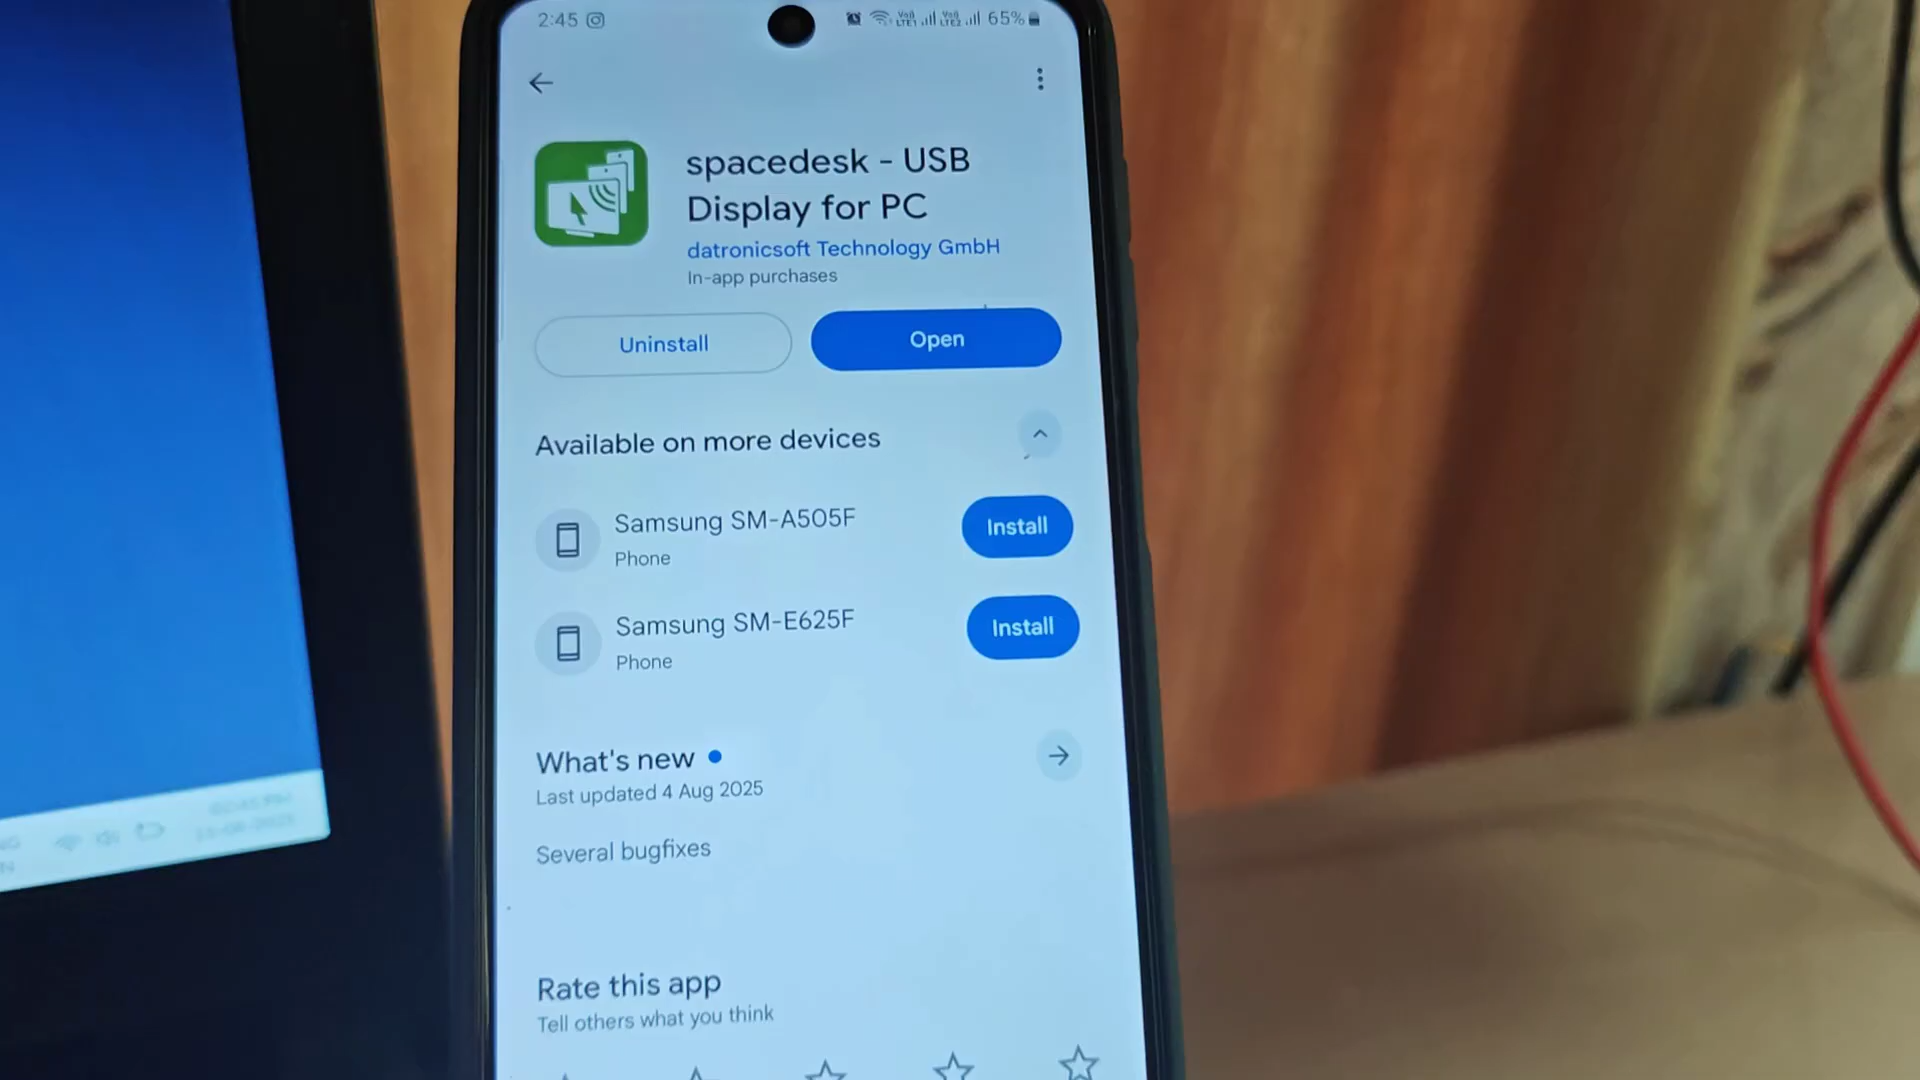 2:45
65%
spacedesk - USB
Display for PC
datronicsoft Technology GmbH
In-app purchases
Uninstall
Open
Available on more devices
Samsung SM-A505F
Phone
Install
Samsung SM-E625F
Phone
Install
What's new
Last updated 4 Aug 2025
Several bugfixes
Rate this app
Tell others what you think